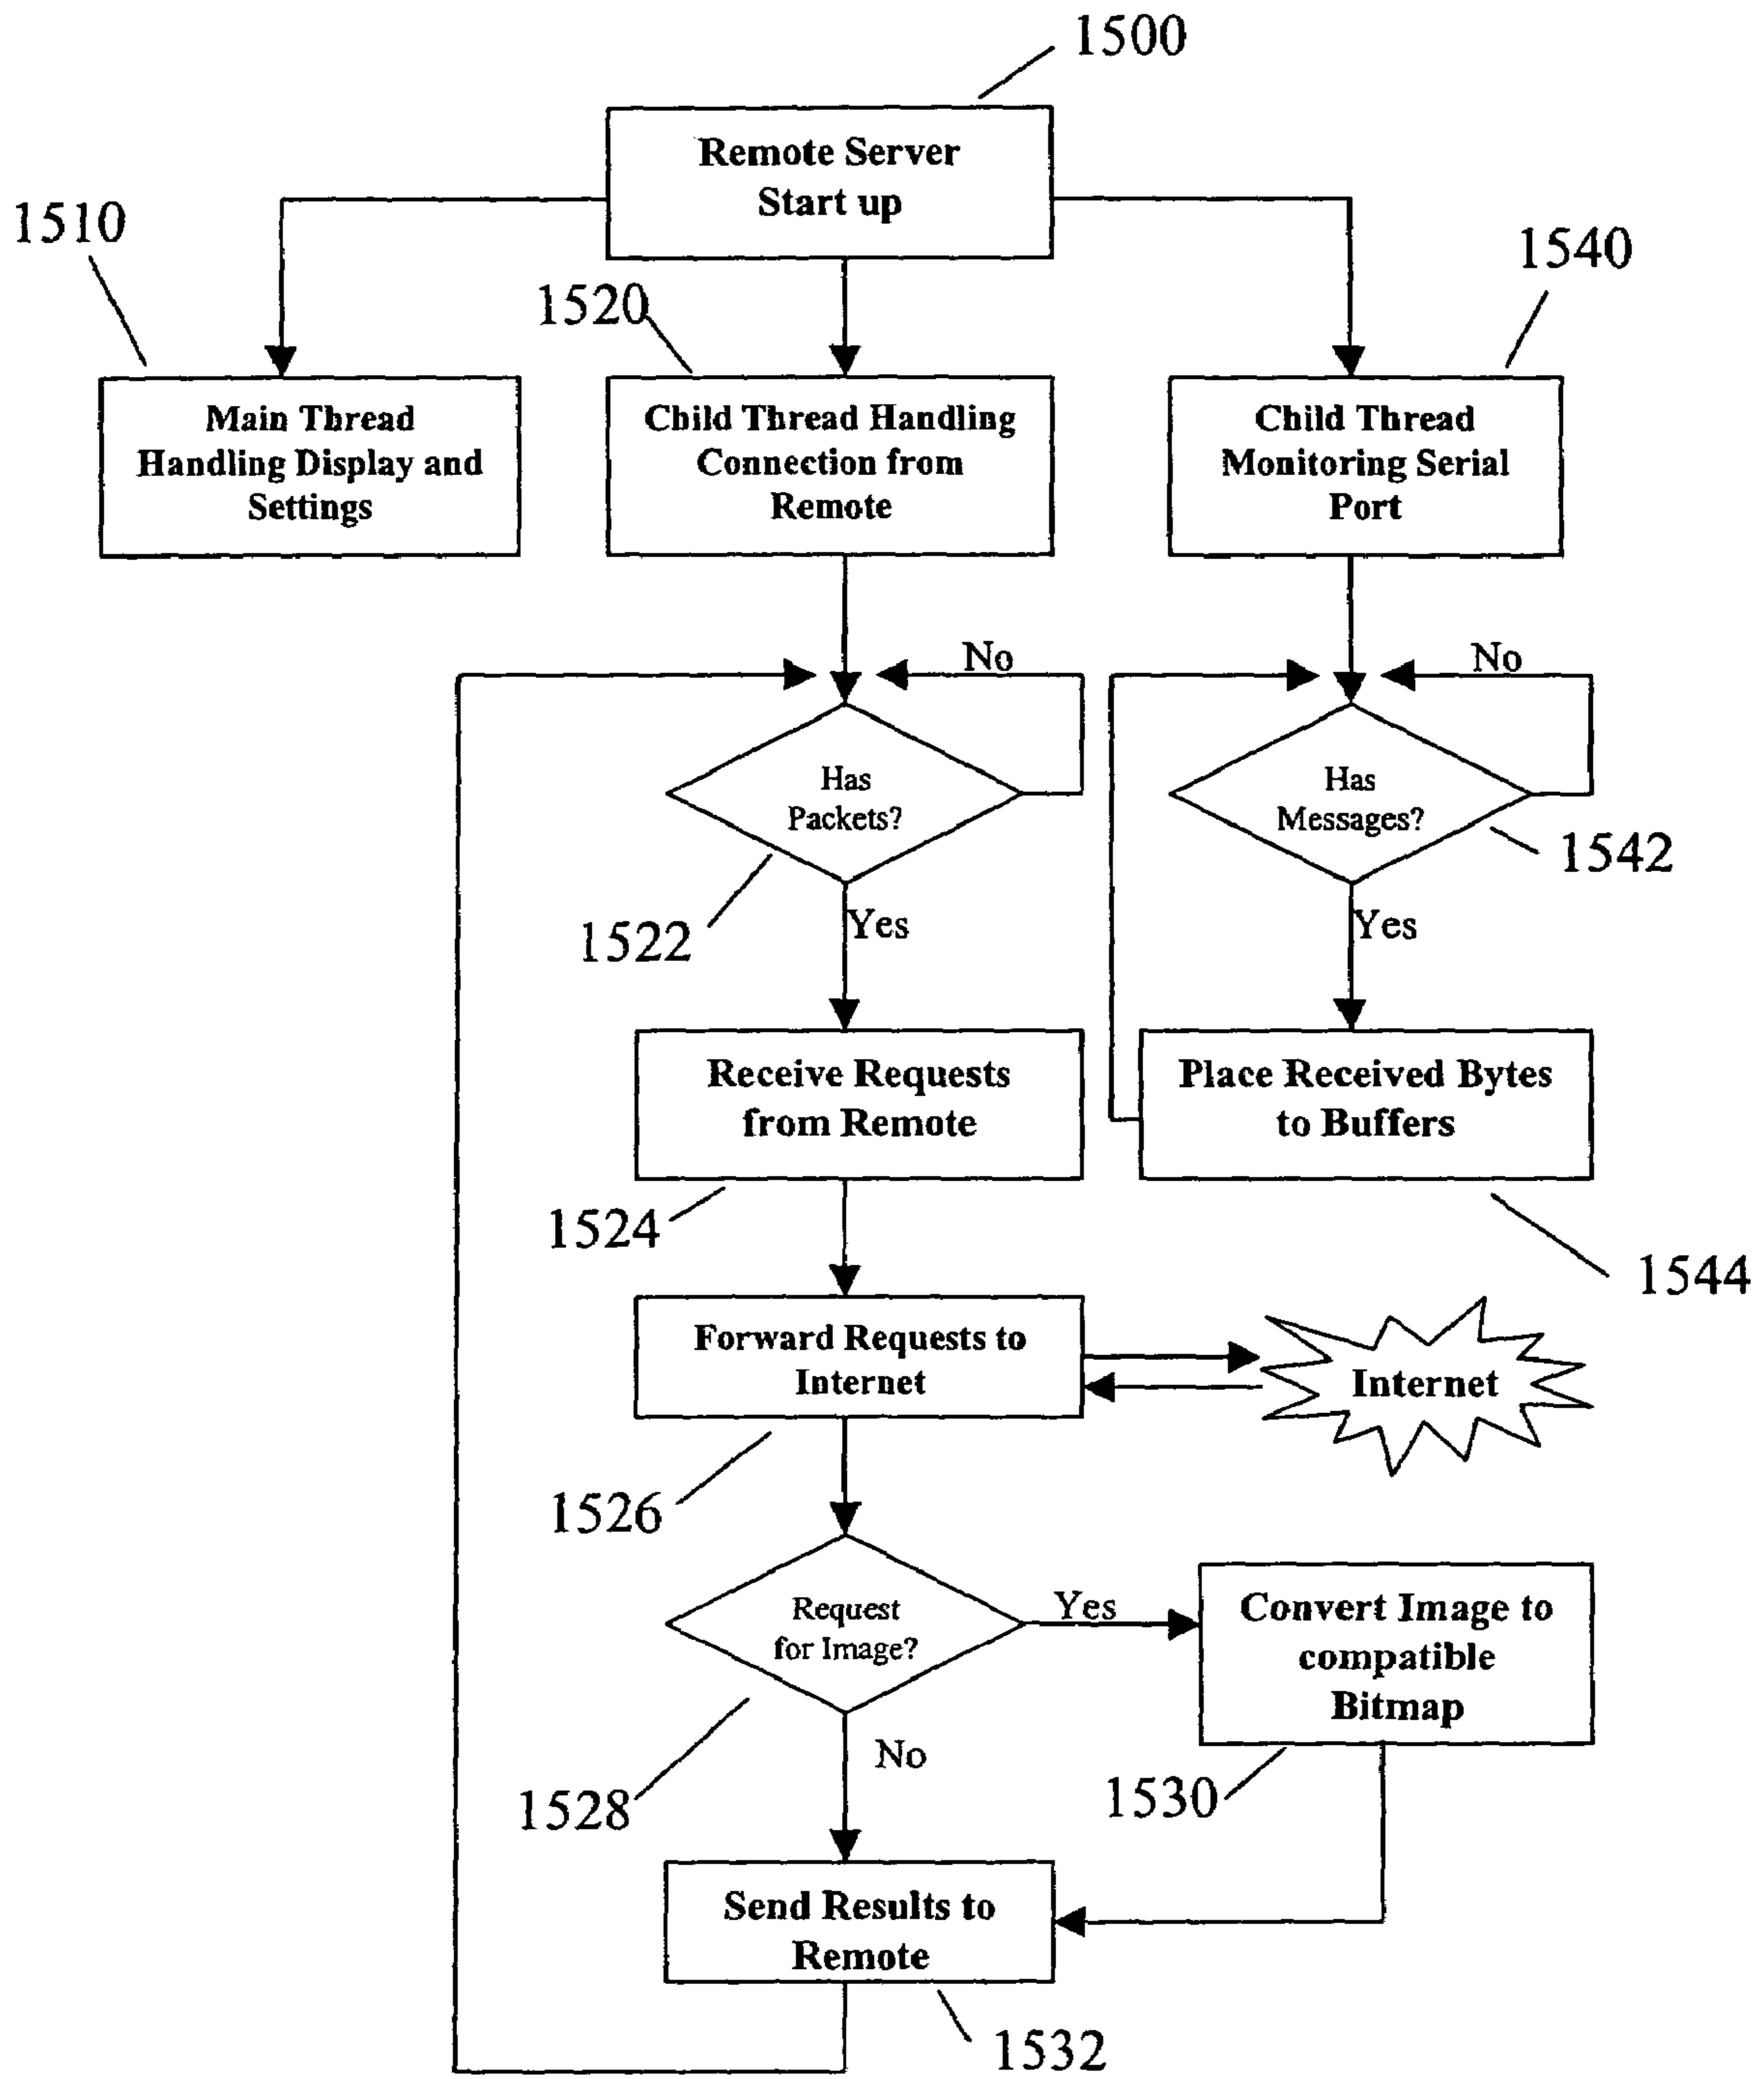 1500
Remote Server
Start up
1510
1520
1540
Main Thread
Handling Display and
Settings
Child Thread Handling
Connection from
Remote
Child Thread
Monitoring Serial
Port
No
No
Has
Packets?
Has
Messages?
1522
1542
Yes
Yes
Receive Requests
from Remote
Place Received Bytes
to Buffers
1524
1544
Forward Requests to
Internet
Internet
1526
Request
for Image?
Yes
Convert Image to
compatible
Bitmap
1528
No
1530
Send Results to
Remote
1532